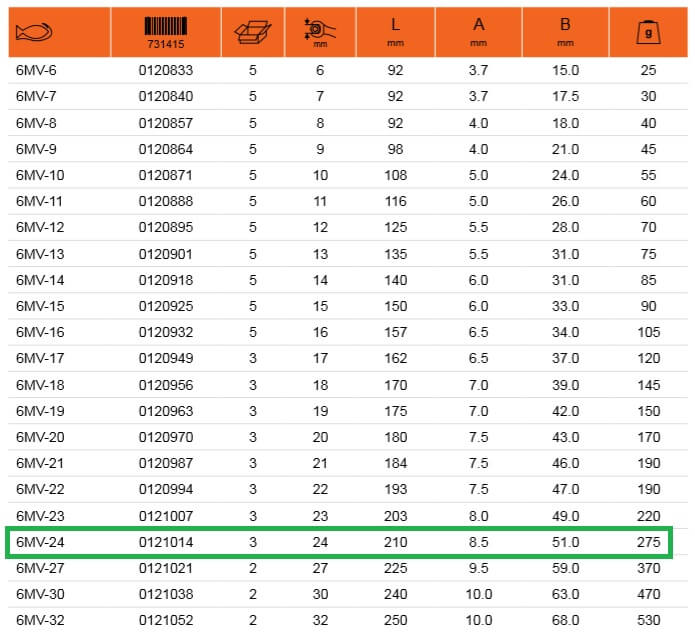 731415 mm L mm A mm B mm g
6MV-6 0120833 5 6 92 3.7 15.0 25
6MV-7 0120840 5 7 92 3.7 17.5 30
6MV-8 0120857 5 8 92 4.0 18.0 40
6MV-9 0120864 5 9 98 4.0 21.0 45
6MV-10 0120871 5 10 108 5.0 24.0 55
6MV-11 0120888 5 11 116 5.0 26.0 60
6MV-12 0120895 5 12 125 5.5 28.0 70
6MV-13 0120901 5 13 135 5.5 31.0 75
6MV-14 0120918 5 14 140 6.0 31.0 85
6MV-15 0120925 5 15 150 6.0 33.0 90
6MV-16 0120932 5 16 157 6.5 34.0 105
6MV-17 0120949 3 17 162 6.5 37.0 120
6MV-18 0120956 3 18 170 7.0 39.0 145
6MV-19 0120963 3 19 175 7.0 42.0 150
6MV-20 0120970 3 20 180 7.5 43.0 170
6MV-21 0120987 3 21 184 7.5 46.0 190
6MV-22 0120994 3 22 193 7.5 47.0 190
6MV-23 0121007 3 23 203 8.0 49.0 220
6MV-24 0121014 3 24 210 8.5 51.0 275
6MV-27 0121021 2 27 225 9.5 59.0 370
6MV-30 0121038 2 30 240 10.0 63.0 470
6MV-32 0121052 2 32 250 10.0 68.0 530